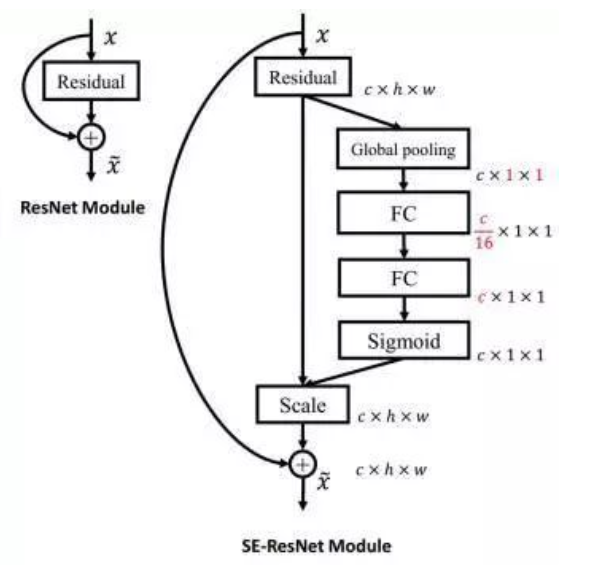 x
Residual
+
x̃
ResNet Module
x
Residual
c × h × w
Global pooling
c × 1 × 1
FC
c/16 × 1 × 1
FC
c × 1 × 1
Sigmoid
c × 1 × 1
Scale
c × h × w
+
x̃
c × h × w
SE-ResNet Module